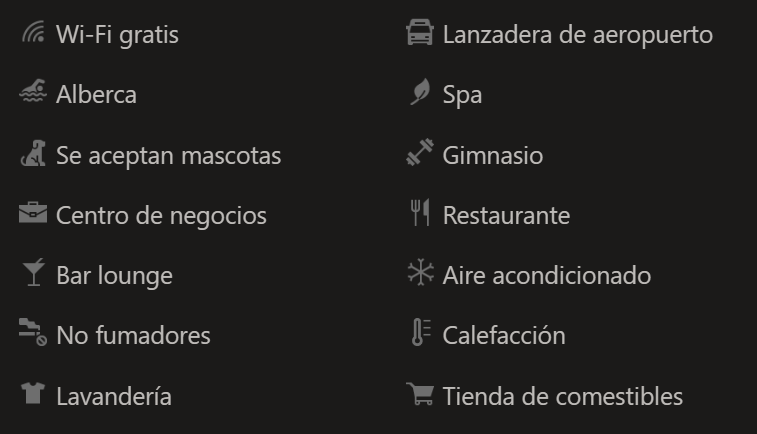 Wi-Fi gratis
Lanzadera de aeropuerto
Alberca
Spa
Se aceptan mascotas
Gimnasio
Centro de negocios
Restaurante
Bar lounge
Aire acondicionado
No fumadores
Calefacción
Lavandería
Tienda de comestibles